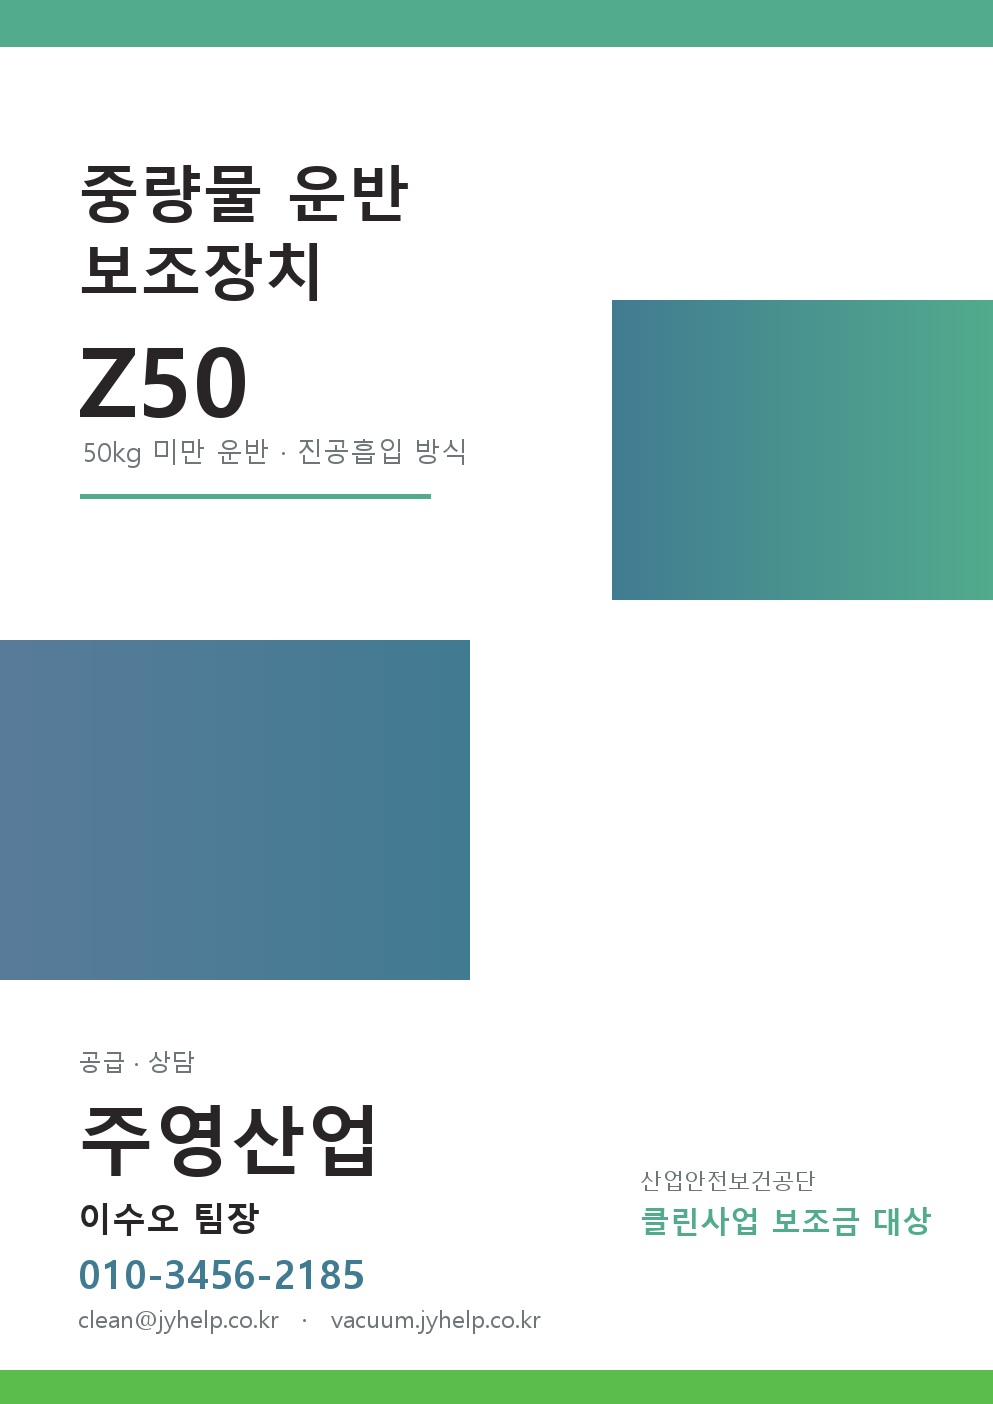 중량물 운반
보조장치
Z50
50kg 미만 운반 · 진공흡입 방식
공급 · 상담
주영산업
이수오 팀장
010-3456-2185
clean@jyhelp.co.kr · vacuum.jyhelp.co.kr
산업안전보건공단
클린사업 보조금 대상